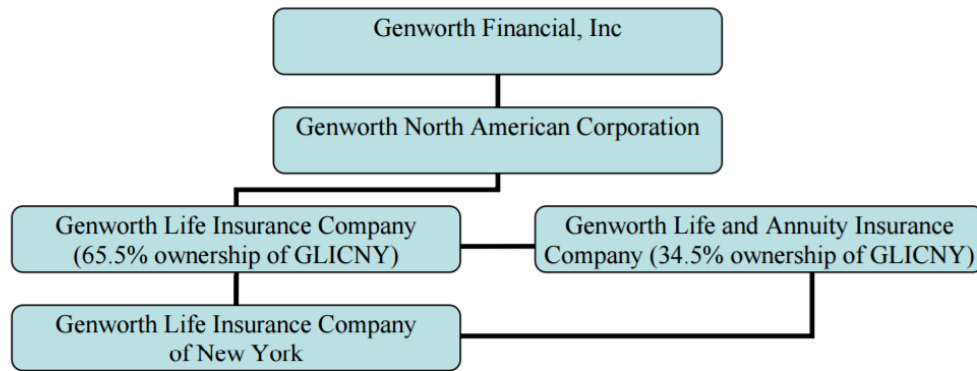 Genworth Financial, Inc
Genworth North American Corporation
Genworth Life Insurance Company
(65.5% ownership of GLICNY)
Genworth Life and Annuity Insurance
Company (34.5% ownership of GLICNY)
Genworth Life Insurance Company
of New York